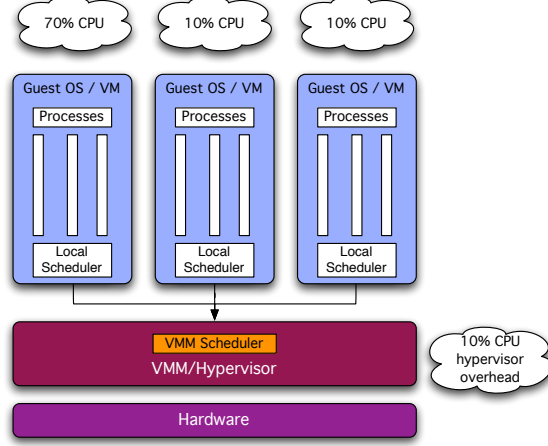 70% CPU
10% CPU
10% CPU
Guest OS / VM
Guest OS / VM
Guest OS / VM
Processes
Processes
Processes
Local
Scheduler
Local
Scheduler
Local
Scheduler
VMM Scheduler
VMM/Hypervisor
10% CPU
hypervisor
overhead
Hardware